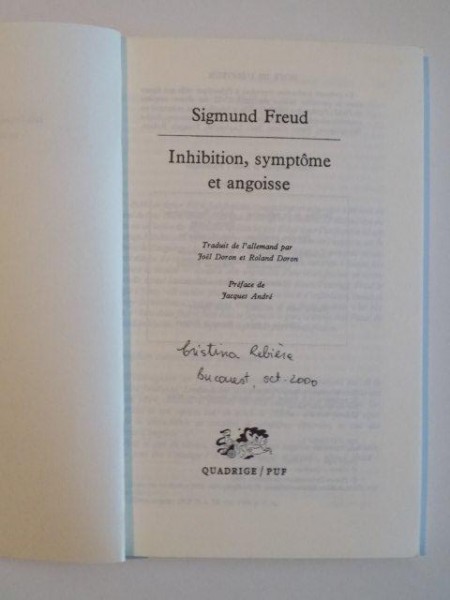 Sigmund Freud
Inhibition, symptôme
et angoisse
Traduit de l'allemand par
Joël Doron et Roland Doron
Préface de
Jacques André
Cristina Rebière
Bucarest, oct-2000
QUADRIGE / PUF